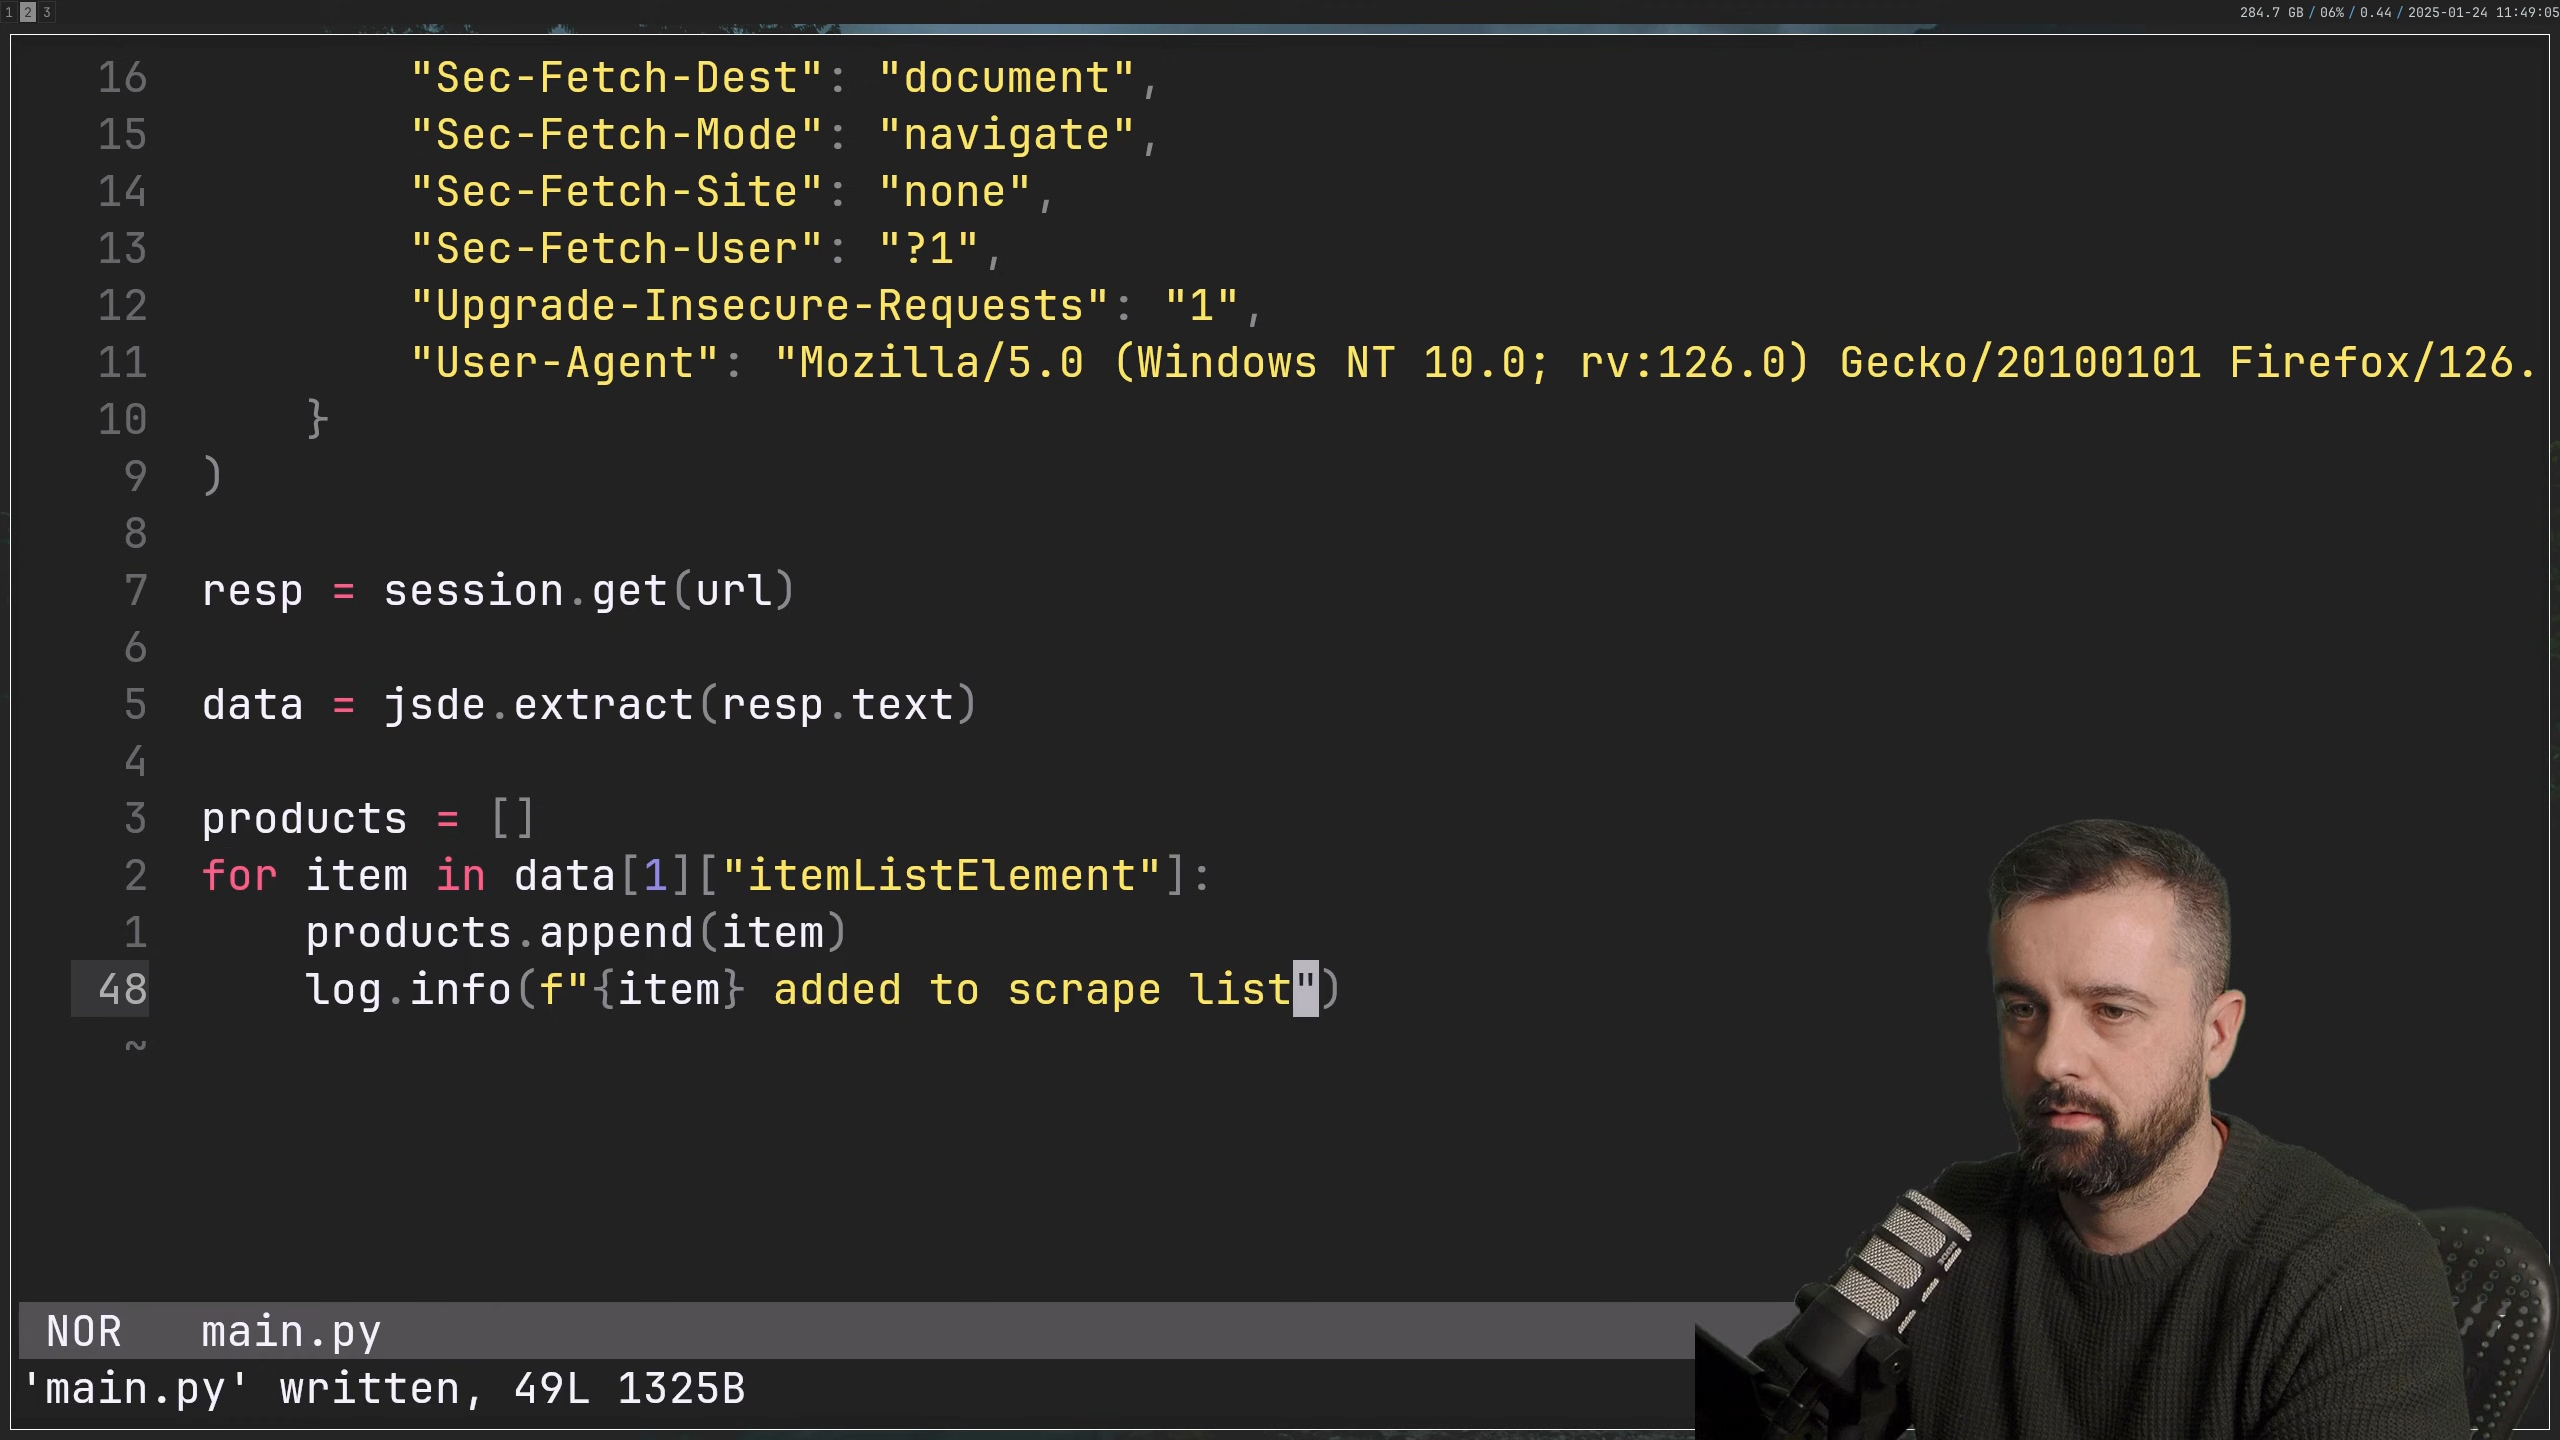 1 2 3
284.7 GB / 06% / 0.44 / 2025-01-24 11:49:05
16 "Sec-Fetch-Dest": "document",
15 "Sec-Fetch-Mode": "navigate",
14 "Sec-Fetch-Site": "none",
13 "Sec-Fetch-User": "?1",
12 "Upgrade-Insecure-Requests": "1",
11 "User-Agent": "Mozilla/5.0 (Windows NT 10.0; rv:126.0) Gecko/20100101 Firefox/126.
10 }
9 )
8
7 resp = session.get(url)
6
5 data = jsde.extract(resp.text)
4
3 products = []
2 for item in data[1]["itemListElement"]:
1 products.append(item)
48 log.info(f"{item} added to scrape list")
~
NOR main.py
'main.py' written, 49L 1325B
RODE